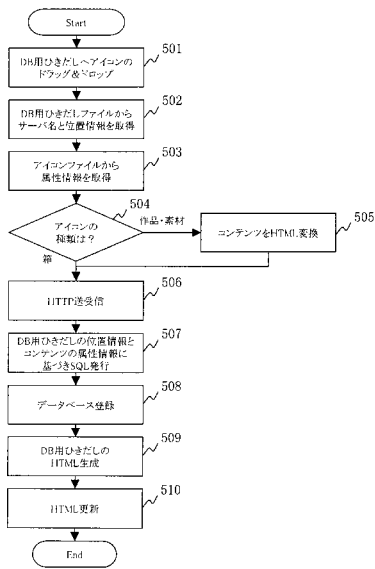 Start
501
DB用ひきだしへアイコンの
ドラッグ&ドロップ
502
DB用ひきだしファイルから
サーバ名と位置情報を取得
503
アイコンファイルから
属性情報を取得
504
アイコンの
種類は?
作品・素材
505
コンテンツをHTML変換
箱
506
HTTP送受信
507
DB用ひきだしの位置情報と
コンテンツの属性情報に
基づきSQL発行
508
データベース登録
509
DB用ひきだしの
HTML生成
510
HTML更新
End